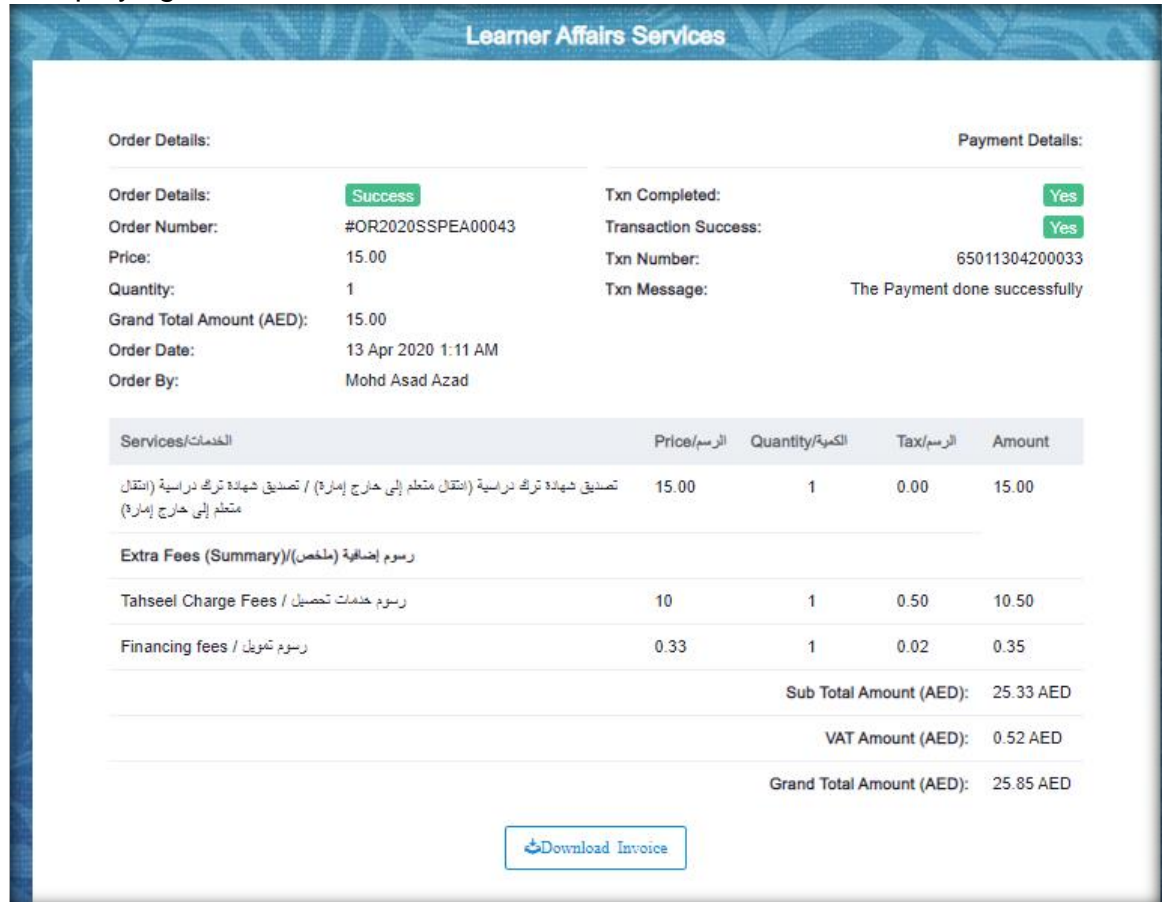 Learner Affairs Services
Order Details:
Payment Details:
Order Details: Success
Order Number: #OR2020SSPEA00043
Price: 15.00
Quantity: 1
Grand Total Amount (AED): 15.00
Order Date: 13 Apr 2020 1:11 AM
Order By: Mohd Asad Azad
Txn Completed: Yes
Transaction Success: Yes
Txn Number: 65011304200033
Txn Message: The Payment done successfully
Services/الخدمات Price/الرسم Quantity/الكمية Tax/الرسم Amount
تصديق شهادة ترك دراسية (انتقال متعلم إلى خارج إمارة) / تصديق شهادة ترك دراسية (انتقال 15.00 1 0.00 15.00
متعلم إلى خارج إمارة)
Extra Fees (Summary)/رسوم إضافية (ملخص)
Tahseel Charge Fees / رسوم خدمات تحصيل 10 1 0.50 10.50
Financing fees / رسوم تمويل 0.33 1 0.02 0.35
Sub Total Amount (AED): 25.33 AED
VAT Amount (AED): 0.52 AED
Grand Total Amount (AED): 25.85 AED
Download Invoice